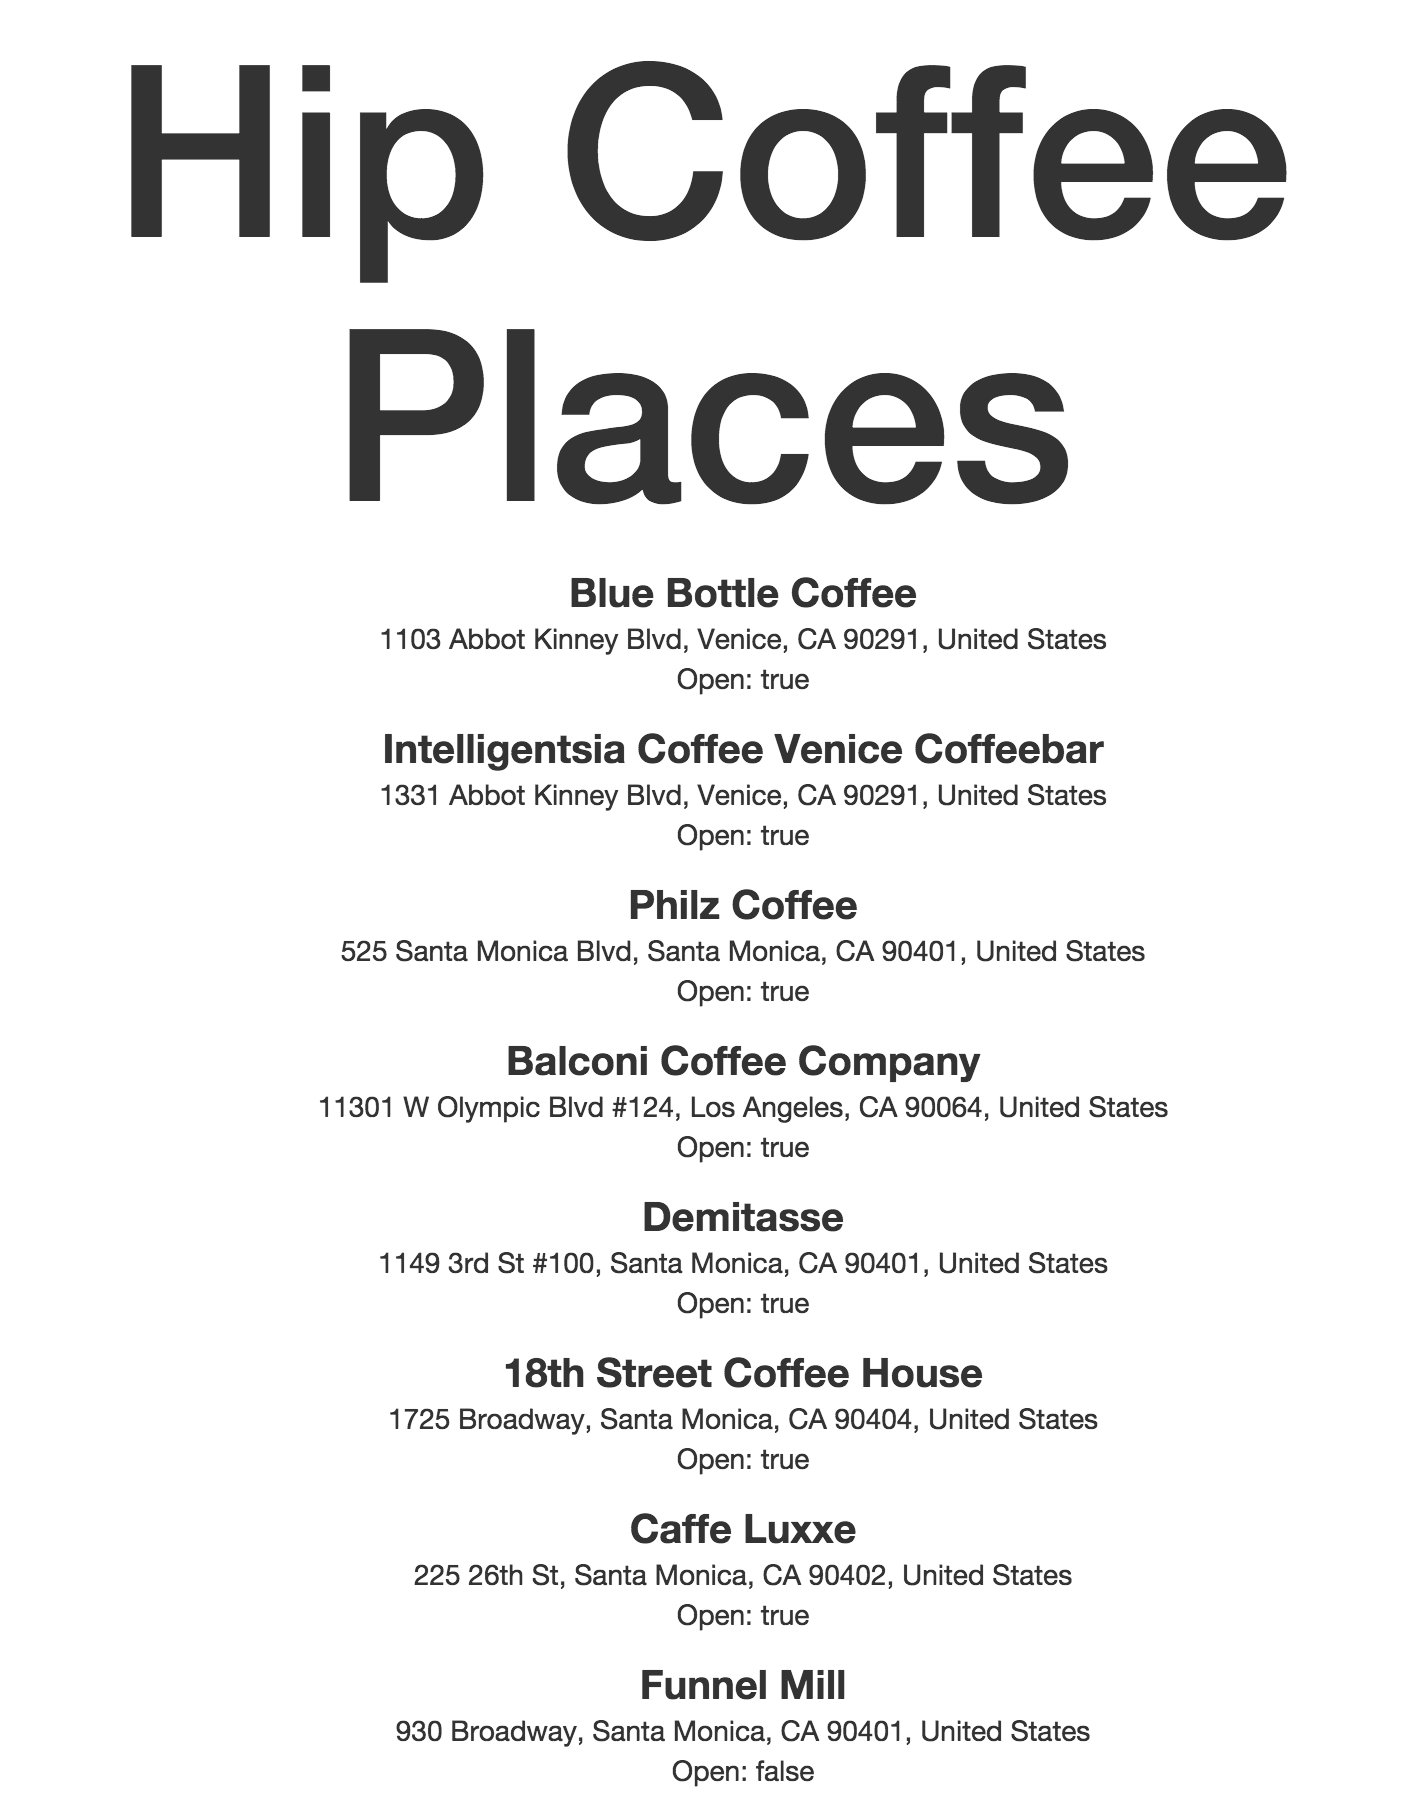 Hip Coffee
Places
Blue Bottle Coffee
1103 Abbot Kinney Blvd, Venice, CA 90291, United States
Open: true
Intelligentsia Coffee Venice Coffeebar
1331 Abbot Kinney Blvd, Venice, CA 90291, United States
Open: true
Philz Coffee
525 Santa Monica Blvd, Santa Monica, CA 90401, United States
Open: true
Balconi Coffee Company
11301 W Olympic Blvd #124, Los Angeles, CA 90064, United States
Open: true
Demitasse
1149 3rd St #100, Santa Monica, CA 90401, United States
Open: true
18th Street Coffee House
1725 Broadway, Santa Monica, CA 90404, United States
Open: true
Caffe Luxxe
225 26th St, Santa Monica, CA 90402, United States
Open: true
Funnel Mill
930 Broadway, Santa Monica, CA 90401, United States
Open: false